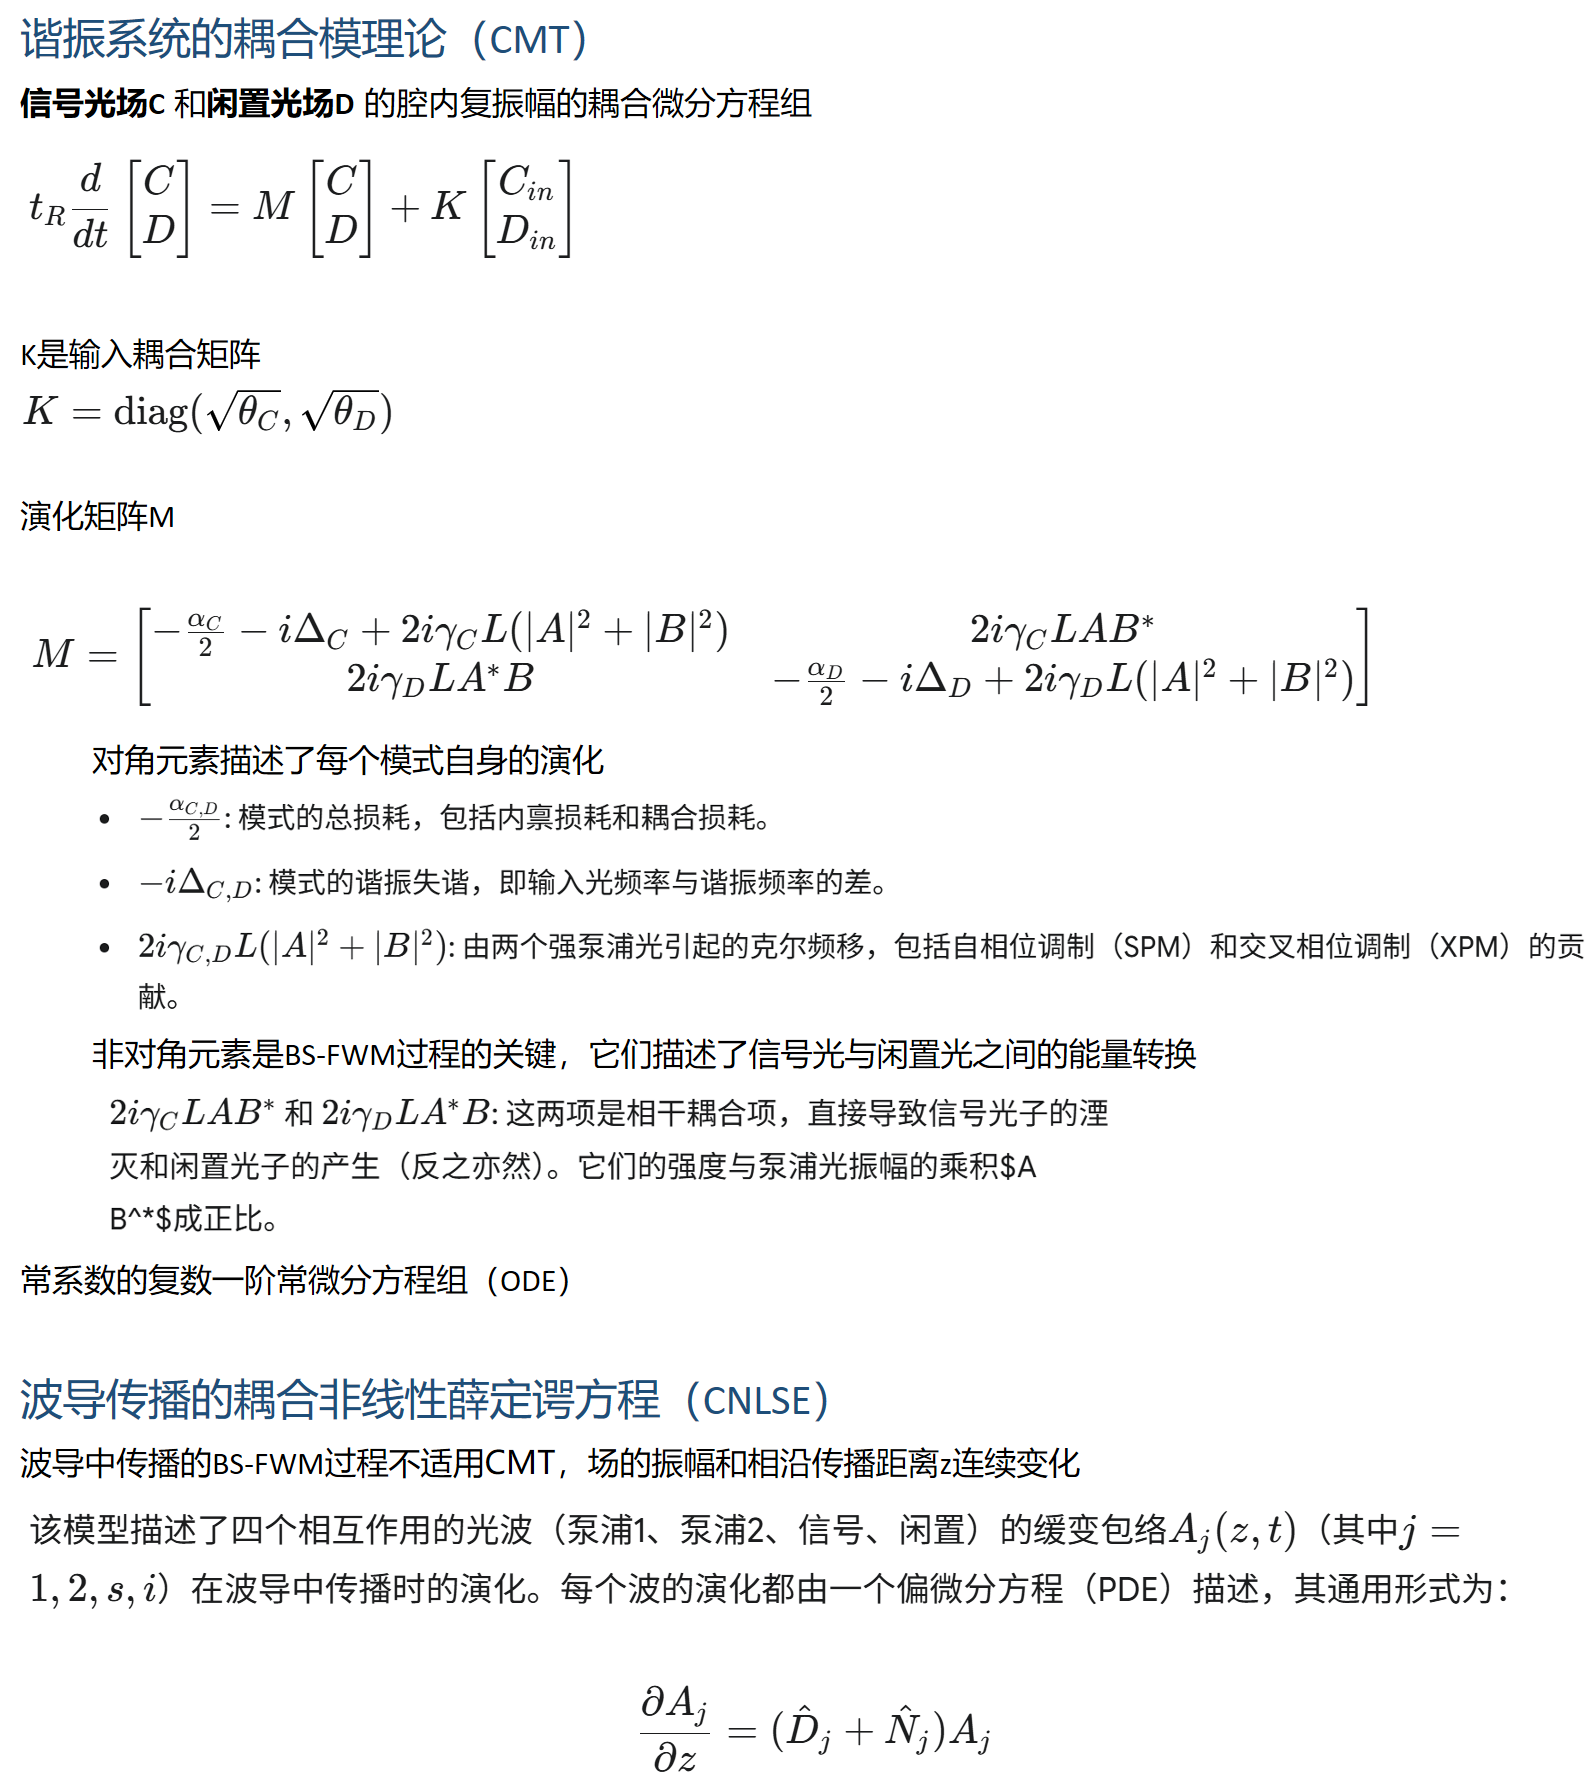 谐振系统的耦合模理论（CMT）
信号光场C 和闲置光场D 的腔内复振幅的耦合微分方程组
$t_R \frac{d}{dt} \begin{bmatrix} C \\ D \end{bmatrix} = M \begin{bmatrix} C \\ D \end{bmatrix} + K \begin{bmatrix} C_{in} \\ D_{in} \end{bmatrix}$
K是输入耦合矩阵
$K = \text{diag}(\sqrt{\theta_C}, \sqrt{\theta_D})$
演化矩阵M
$M = \begin{bmatrix} -\frac{\alpha_C}{2} - i\Delta_C + 2i\gamma_C L(|A|^2 + |B|^2) & 2i\gamma_C LAB^* \\ 2i\gamma_D LA^*B & -\frac{\alpha_D}{2} - i\Delta_D + 2i\gamma_D L(|A|^2 + |B|^2) \end{bmatrix}$
对角元素描述了每个模式自身的演化
• $-\frac{\alpha_{C,D}}{2}$: 模式的总损耗，包括内禀损耗和耦合损耗。
• $-i\Delta_{C,D}$: 模式的谐振失谐，即输入光频率与谐振频率的差。
• $2i\gamma_{C,D} L(|A|^2 + |B|^2)$: 由两个强泵浦光引起的克尔频移，包括自相位调制（SPM）和交叉相位调制（XPM）的贡
献。
非对角元素是BS-FWM过程的关键，它们描述了信号光与闲置光之间的能量转换
$2i\gamma_C LAB^*$ 和 $2i\gamma_D LA^*B$: 这两项是相干耦合项，直接导致信号光子的湮
灭和闲置光子的产生（反之亦然）。它们的强度与泵浦光振幅的乘积$A
B^*$成正比。
常系数的复数一阶常微分方程组（ODE）
波导传播的耦合非线性薛定谔方程（CNLSE）
波导中传播的BS-FWM过程不适用CMT，场的振幅和相沿传播距离z连续变化
该模型描述了四个相互作用的光波（泵浦1、泵浦2、信号、闲置）的缓变包络$A_j(z,t)$（其中$j =$
$1, 2, s, i$）在波导中传播时的演化。每个波的演化都由一个偏微分方程（PDE）描述，其通用形式为：
$\frac{\partial A_j}{\partial z} = (\hat{D}_j + \hat{N}_j)A_j$